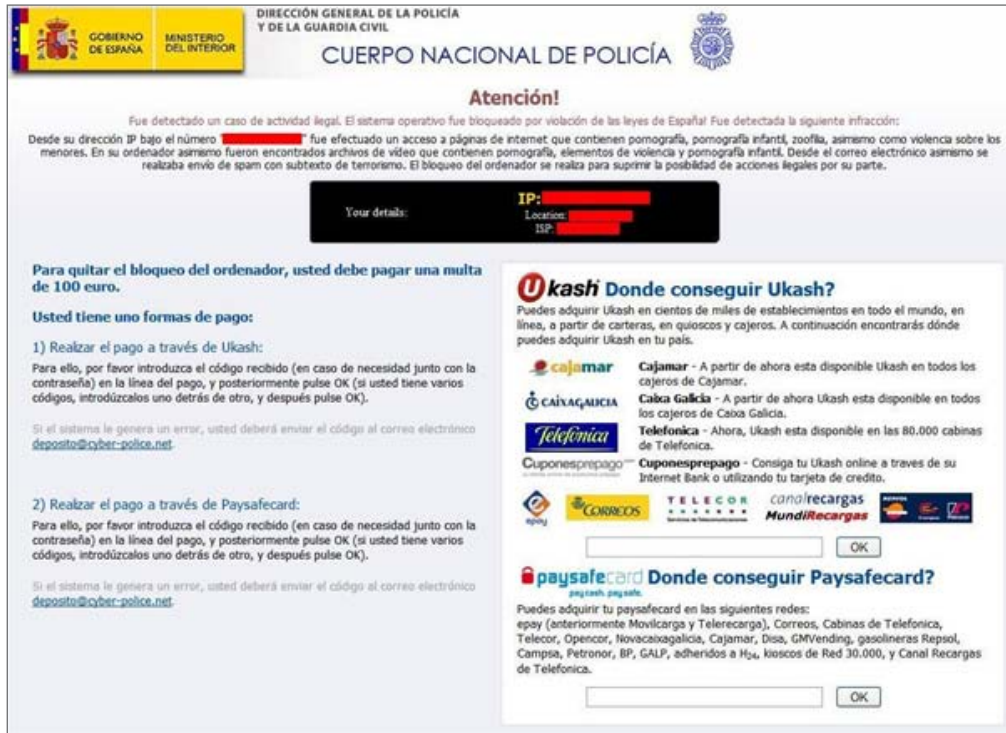 DIRECCIÓN GENERAL DE LA POLICÍA
Y DE LA GUARDIA CIVIL
GOBIERNO
DE ESPAÑA
MINISTERIO
DEL INTERIOR
CUERPO NACIONAL DE POLICÍA
Atención!
Fue detectado un caso de actividad ilegal. El sistema operativo fue bloqueado por violación de las leyes de España! Fue detectada la siguiente infracción:
Desde su dirección IP bajo el número " " fue efectuado un acceso a páginas de internet que contienen pornografía, pornografía infantil, zoofilia, asimismo como violencia sobre los
menores. En su ordenador asmismo fueron encontrados archivos de vídeo que contienen pornografía, elementos de violencia y pornografía infantil. Desde el correo electrónico asimismo se
realizaba envío de spam con subtexto de terrorismo. El bloqueo del ordenador se realiza para suprimir la posibilidad de acciones ilegales por su parte.
Your details:
IP:
Location:
ISP:
Para quitar el bloqueo del ordenador, usted debe pagar una multa
de 100 euro.
Usted tiene uno formas de pago:
1) Realizar el pago a través de Ukash:
Para ello, por favor introduzca el código recibido (en caso de necesidad junto con la
contraseña) en la línea del pago, y posteriormente pulse OK (si usted tiene varios
códigos, introdúzcalos uno detrás de otro, y después pulse OK).
Si el sistema le genera un error, usted deberá enviar el código al correo electrónico
deposito@cyber-police.net.
2) Realizar el pago a través de Paysafecard:
Para ello, por favor introduzca el código recibido (en caso de necesidad junto con la
contraseña) en la línea del pago, y posteriormente pulse OK (si usted tiene varios
códigos, introdúzcalos uno detrás de otro, y después pulse OK).
Si el sistema le genera un error, usted deberá enviar el código al correo electrónico
deposito@cyber-police.net.
Ukash Donde conseguir Ukash?
Puedes adquirir Ukash en cientos de miles de establecimientos en todo el mundo, en
línea, a partir de carteras, en quioscos y cajeros. A continuación encontrarás dónde
puedes adquirir Ukash en tu país.
cajamar
Cajamar - A partir de ahora esta disponible Ukash en todos los
cajeros de Cajamar.
CAIXAGALICIA
Caixa Galicia - A partir de ahora Ukash esta disponible en todos
los cajeros de Caixa Galicia.
Telefónica
Telefonica - Ahora, Ukash esta disponible en las 80.000 cabinas
de Telefonica.
Cuponesprepago
Cuponesprepago - Consiga tu Ukash online a traves de su
Internet Bank o utilizando tu tarjeta de credito.
epay
CORREOS
TELECOR
Servicios de Telecomunicaciones
canalrecargas
MundiRecargas
REPSOL
OK
paysafecard Donde conseguir Paysafecard?
pay cash. pay safe.
Puedes adquirir tu paysafecard en las siguientes redes:
epay (anteriormente Movilcarga y Telerecarga), Correos, Cabinas de Telefonica,
Telecor, Opencor, Novacaixagalicia, Cajamar, Disa, GMVending, gasolineras Repsol,
Campsa, Petronor, BP, GALP, adheridos a H24, kioscos de Red 30.000, y Canal Recargas
de Telefonica.
OK